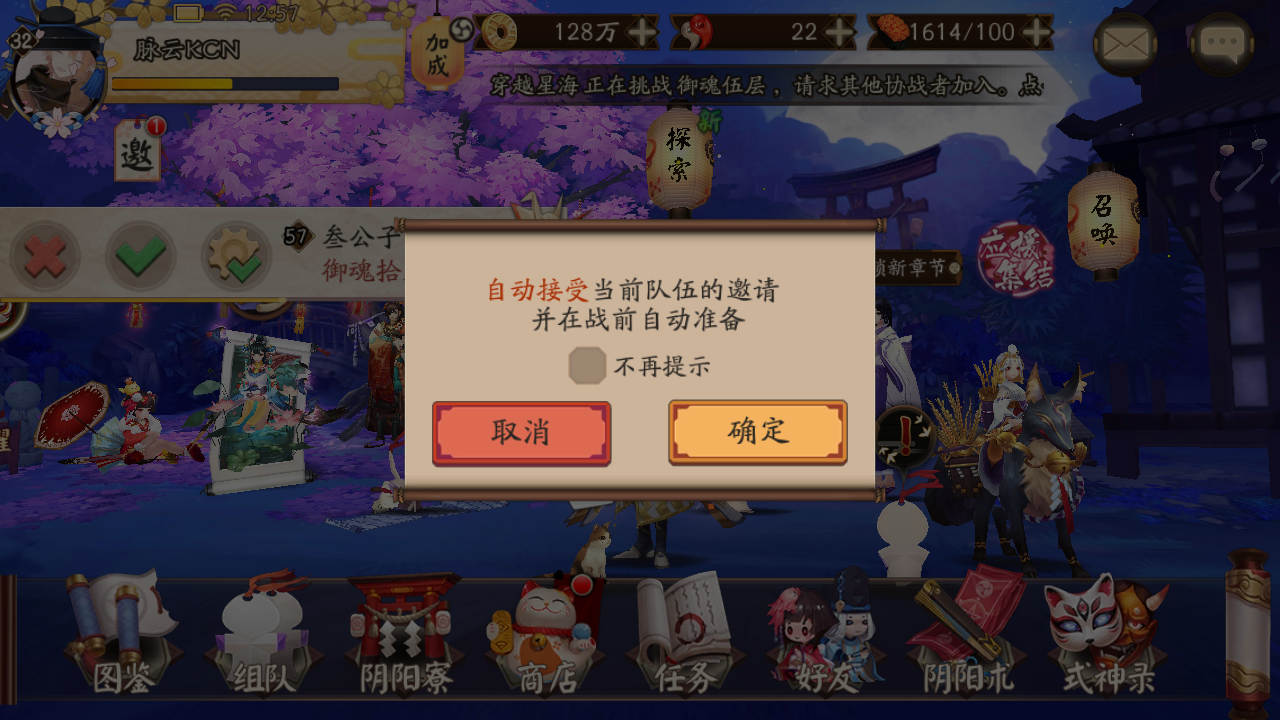 12:57
32
脉云KCN
加成
128万
22
1614/100
穿越星海 正在挑战 御魂伍层，请求其他协战者加入。点
邀
1
探索
新
召唤
57
叁公子
御魂拾
应援集结
锁新章节
自动接受当前队伍的邀请
并在战前自动准备
不再提示
取消
确定
图鉴
组队
阴阳寮
商店
任务
好友
阴阳术
式神录